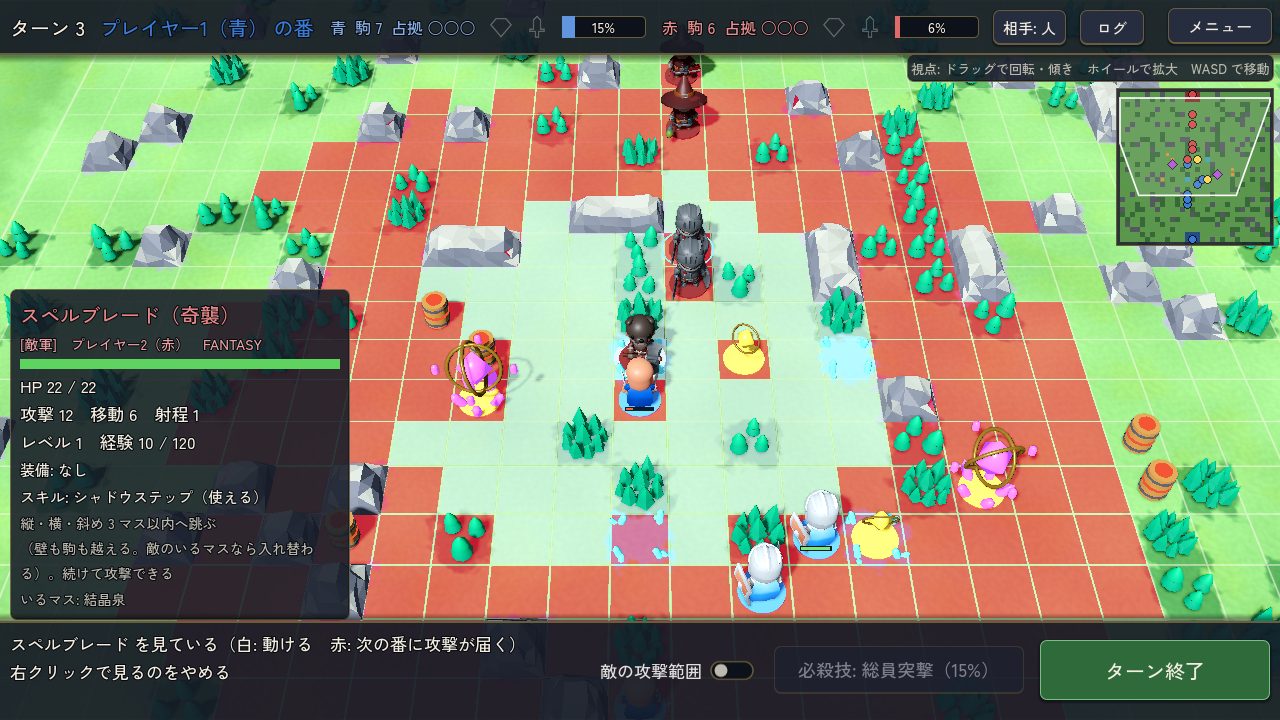 ターン 3 プレイヤー1（青）の番 青 駒 7 占拠 〇〇〇 15% 赤 駒 6 占拠 〇〇〇 6% 相手: 人 ログ メニュー
視点: ドラッグで回転・傾き ホイールで拡大 WASD で移動
スペルブレード（奇襲）
[敵軍] プレイヤー2（赤） FANTASY
HP 22 / 22
攻撃 12 移動 6 射程 1
レベル 1 経験 10 / 120
装備: なし
スキル: シャドウステップ（使える）
縦・横・斜め 3 マス以内へ跳ぶ
（壁も駒も越える。敵のいるマスなら入れ替わ
る）。続けて攻撃できる
いるマス: 結晶泉
スペルブレード を見ている（白: 動ける 赤: 次の番に攻撃が届く）
右クリックで見るのをやめる
敵の攻撃範囲
必殺技: 総員突撃（15%）
ターン終了